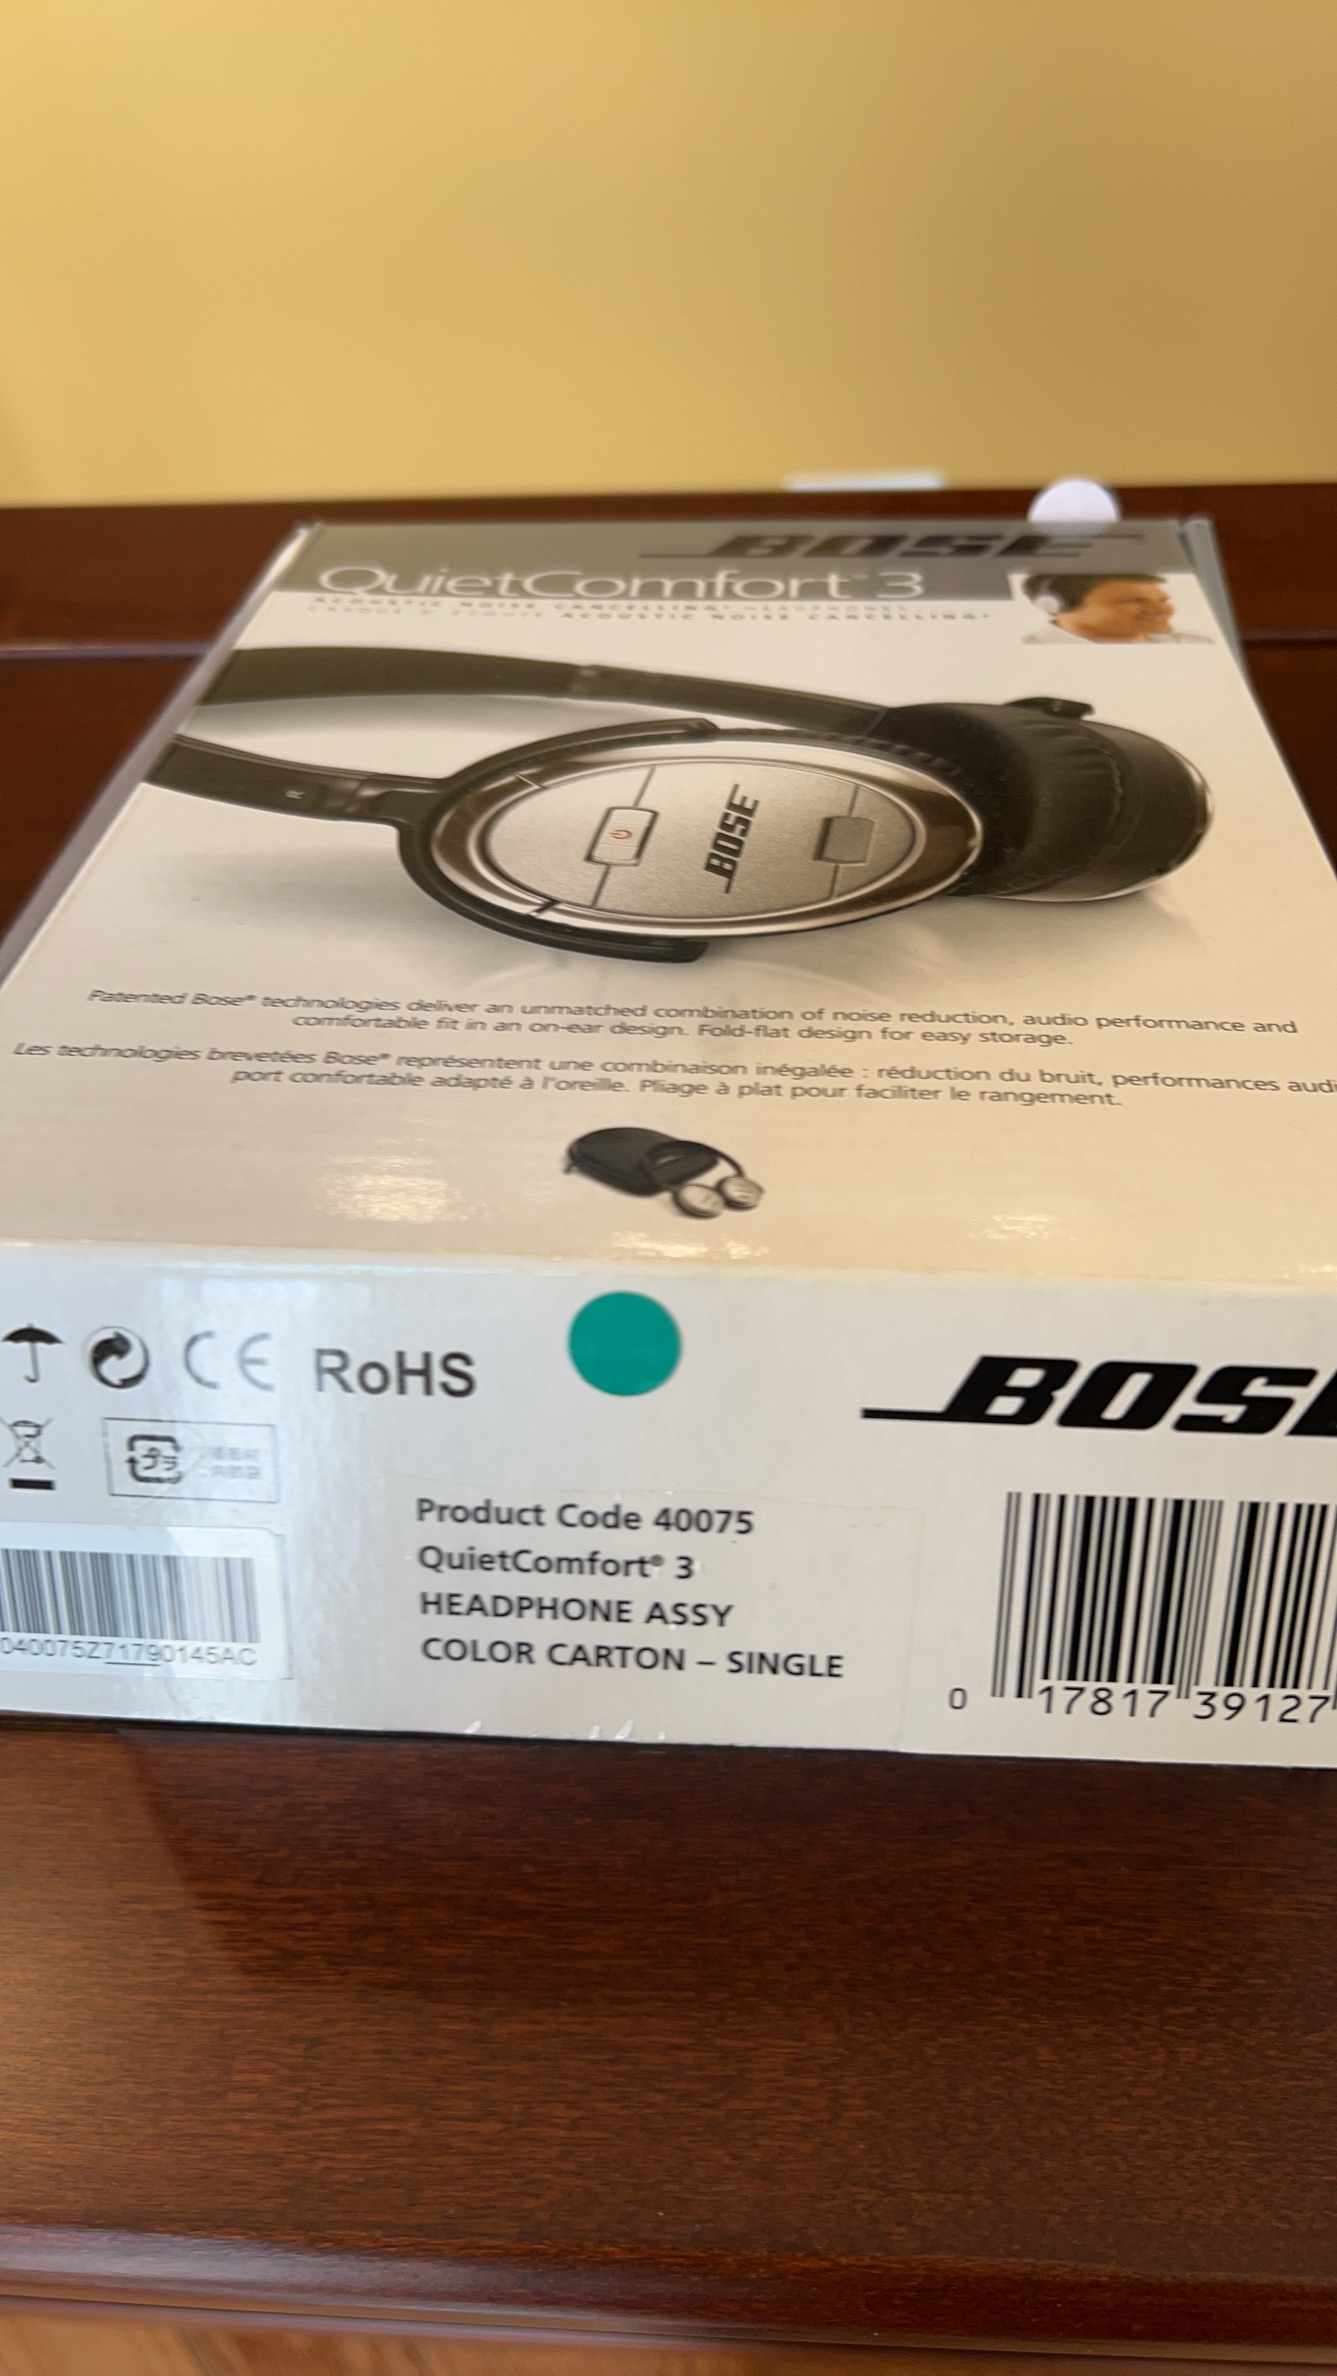 BOSE
QuietComfort® 3
ACOUSTIC NOISE CANCELLING® HEADPHONES
CASQUE D'ÉCOUTE ACOUSTIC NOISE CANCELLING®
R
BOSE
Patented Bose® technologies deliver an unmatched combination of noise reduction, audio performance and
comfortable fit in an on-ear design. Fold-flat design for easy storage.
Les technologies brevetées Bose® représentent une combinaison inégalée : réduction du bruit, performances audi
port confortable adapté à l'oreille. Pliage à plat pour faciliter le rangement.
CE RoHS
BOSE
プラ
Product Code 40075
QuietComfort® 3
HEADPHONE ASSY
COLOR CARTON – SINGLE
040075Z71790145AC
0 17817 39127